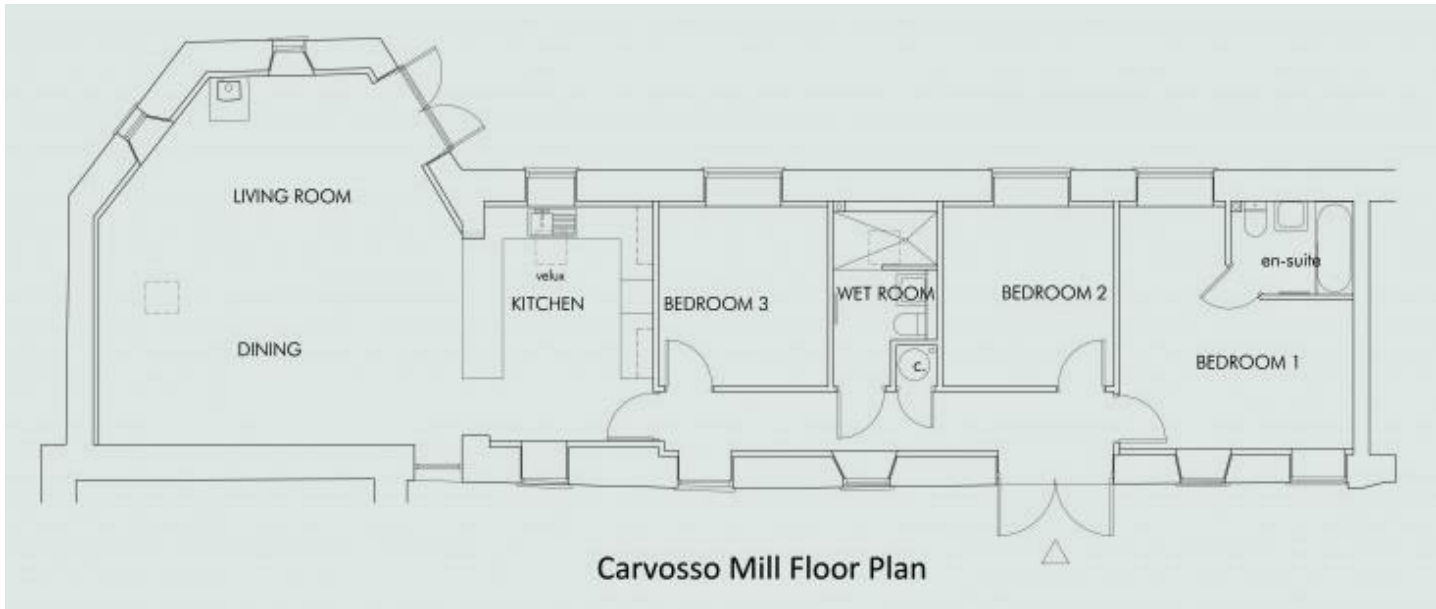 LIVING ROOM
DINING
velux
KITCHEN
BEDROOM 3
WET ROOM
c.
BEDROOM 2
en-suite
BEDROOM 1
Carvosso Mill Floor Plan